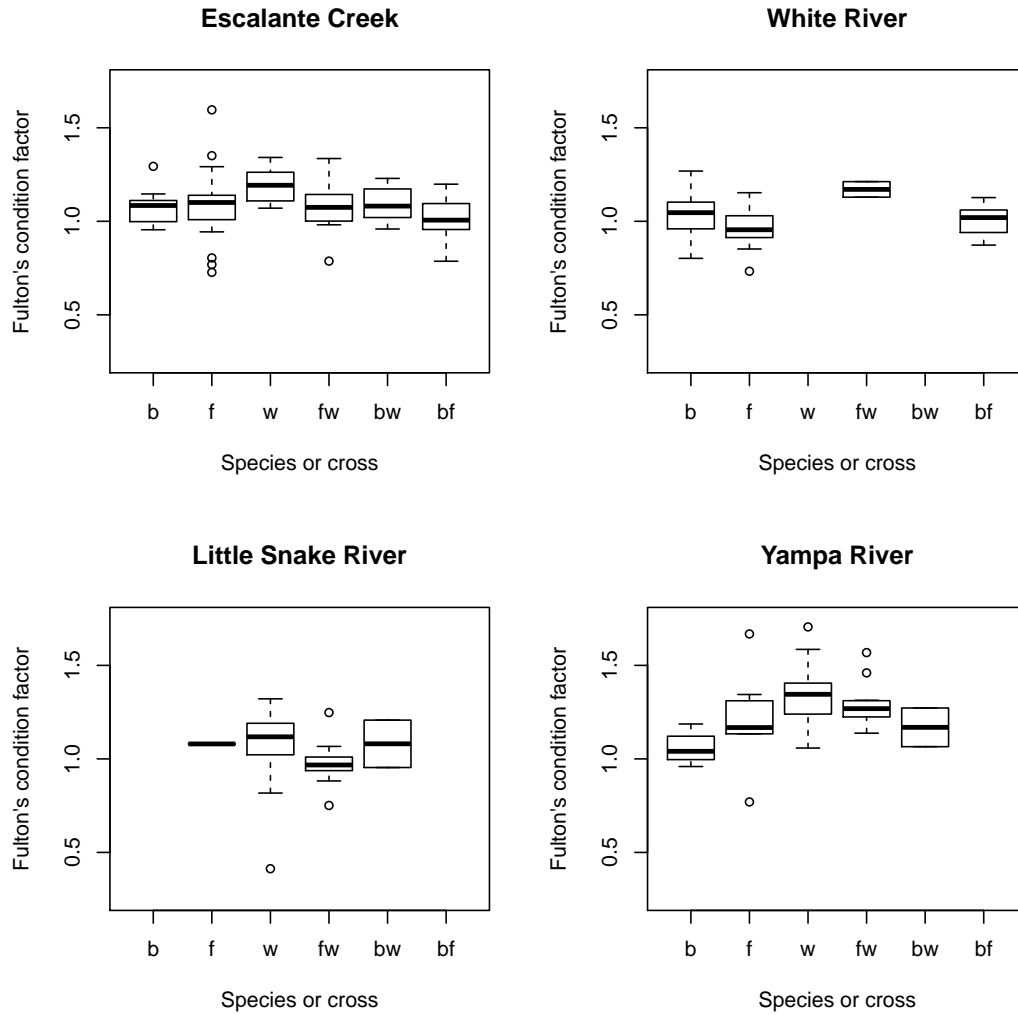 Escalante Creek
Fulton's condition factor
1.5
1.0
0.5
b f w fw bw bf
Species or cross
White River
Fulton's condition factor
1.5
1.0
0.5
b f w fw bw bf
Species or cross
Little Snake River
Fulton's condition factor
1.5
1.0
0.5
b f w fw bw bf
Species or cross
Yampa River
Fulton's condition factor
1.5
1.0
0.5
b f w fw bw bf
Species or cross